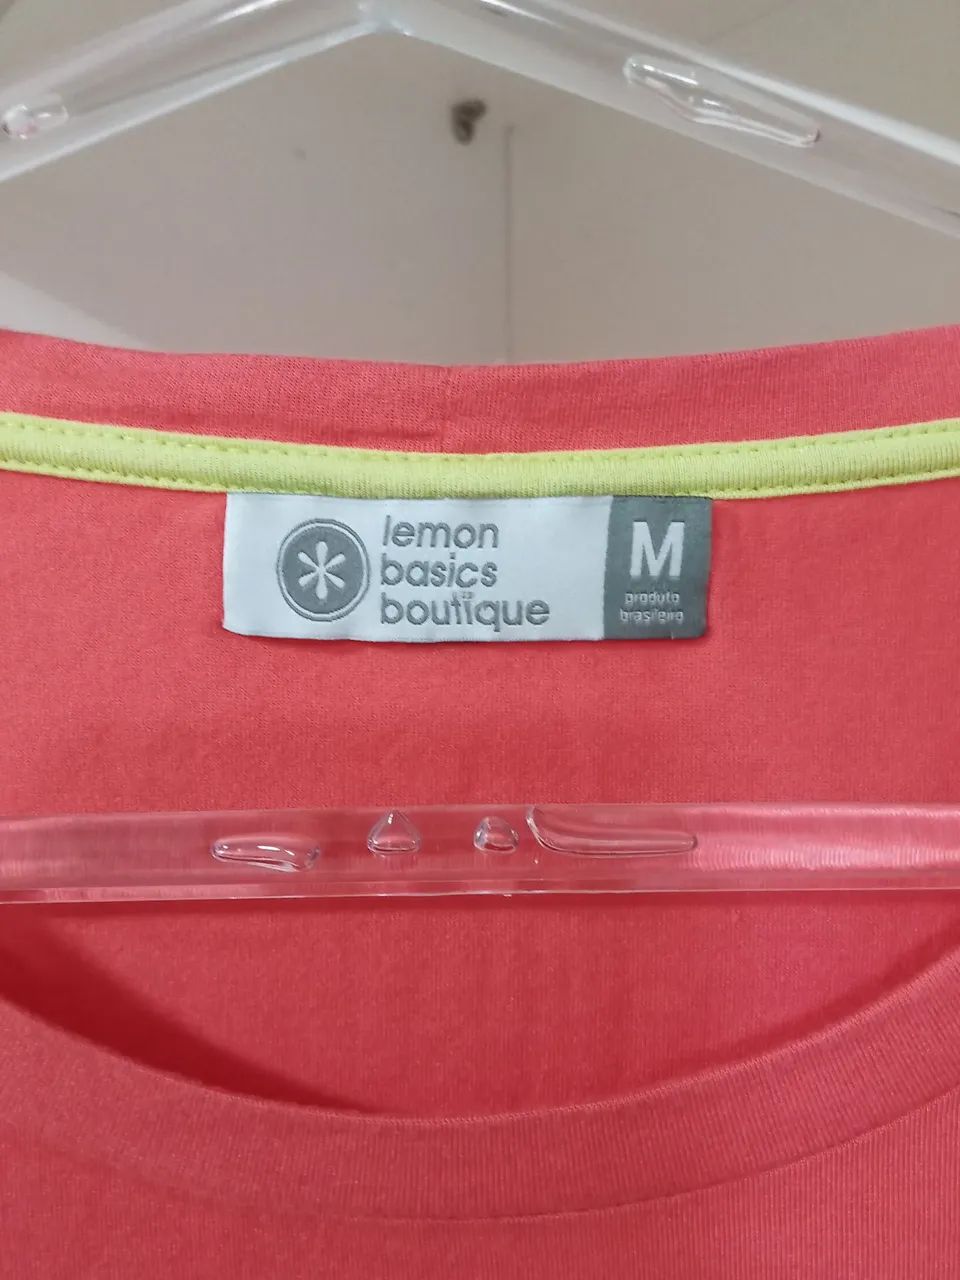 lemon
basics
boutique
M
produto
brasileiro